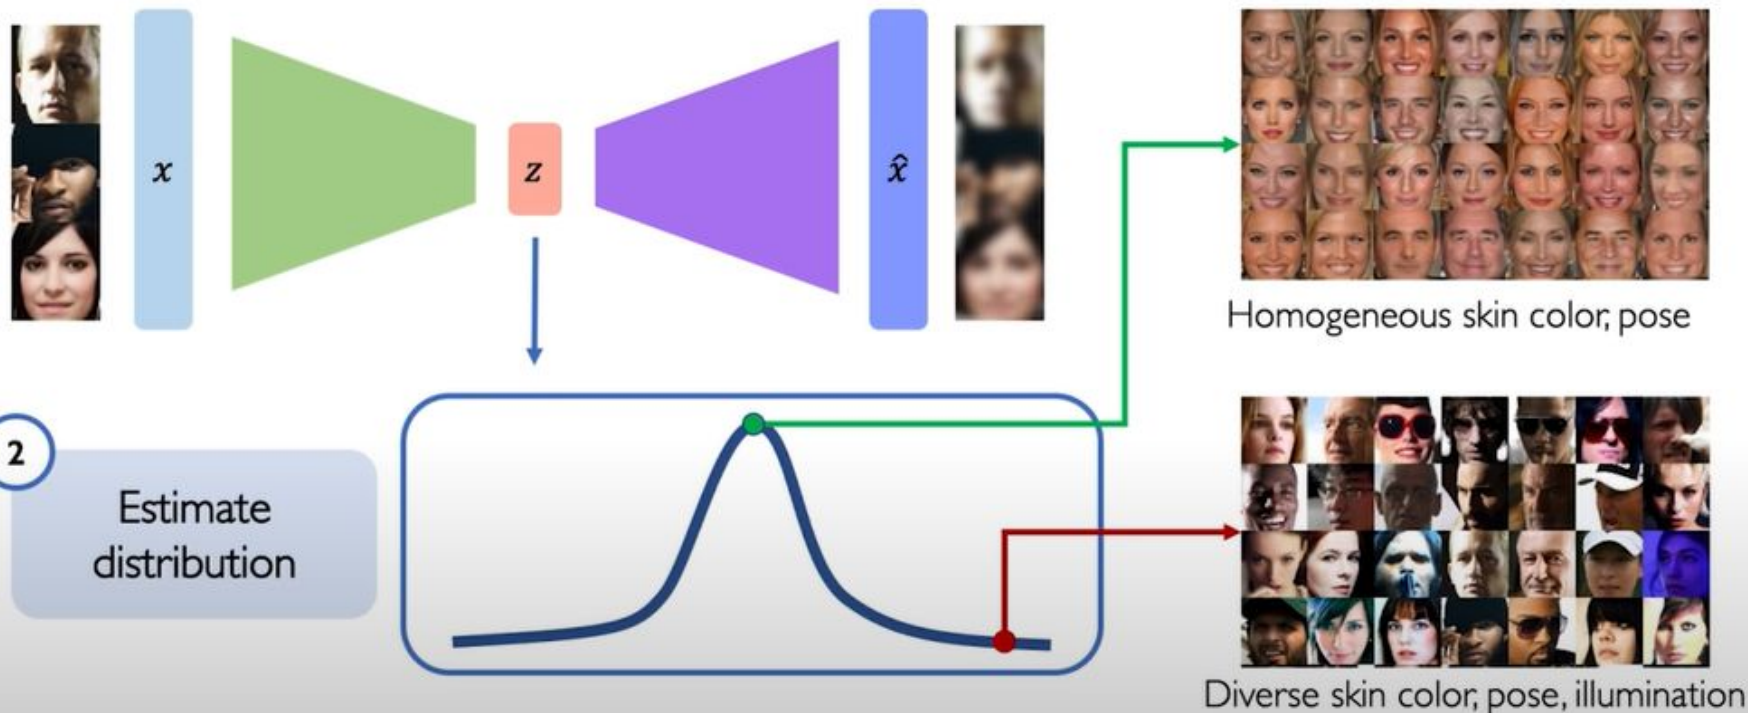 x
z
x̂
Homogeneous skin color, pose
2
Estimate
distribution
Diverse skin color, pose, illumination